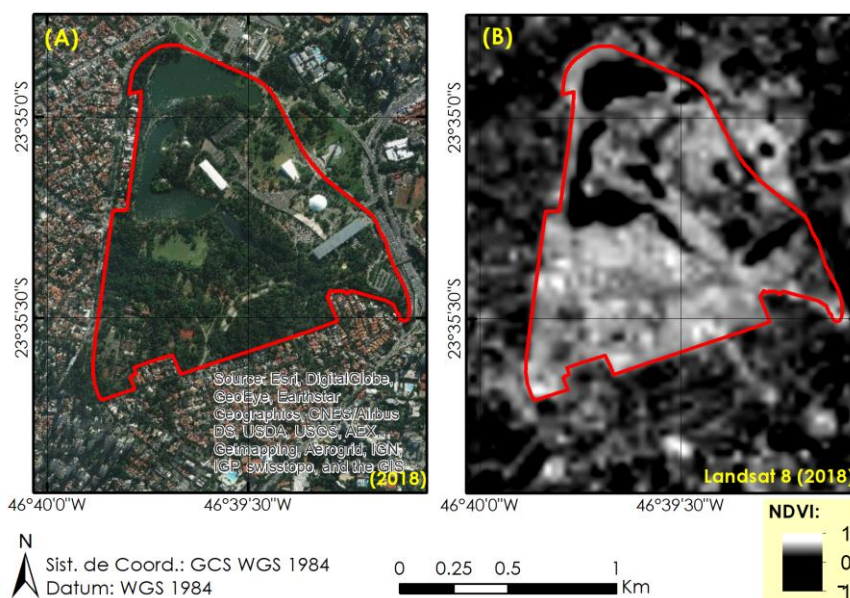 (A)
(B)
23°35'0"S
23°35'0"S
23°35'30"S
23°35'30"S
Source: Esri, DigitalGlobe,
GeoEye, Earthstar
Geographics, CNES/Airbus
DS, USDA, USGS, AEX,
Getmapping, Aerogrid, IGN,
IGP, swisstopo, and the GIS
(2018)
Landsat 8 (2018)
46°40'0"W
46°39'30"W
46°40'0"W
46°39'30"W
NDVI:
1
0
-1
N
Sist. de Coord.: GCS WGS 1984
Datum: WGS 1984
0 0.25 0.5 1
Km